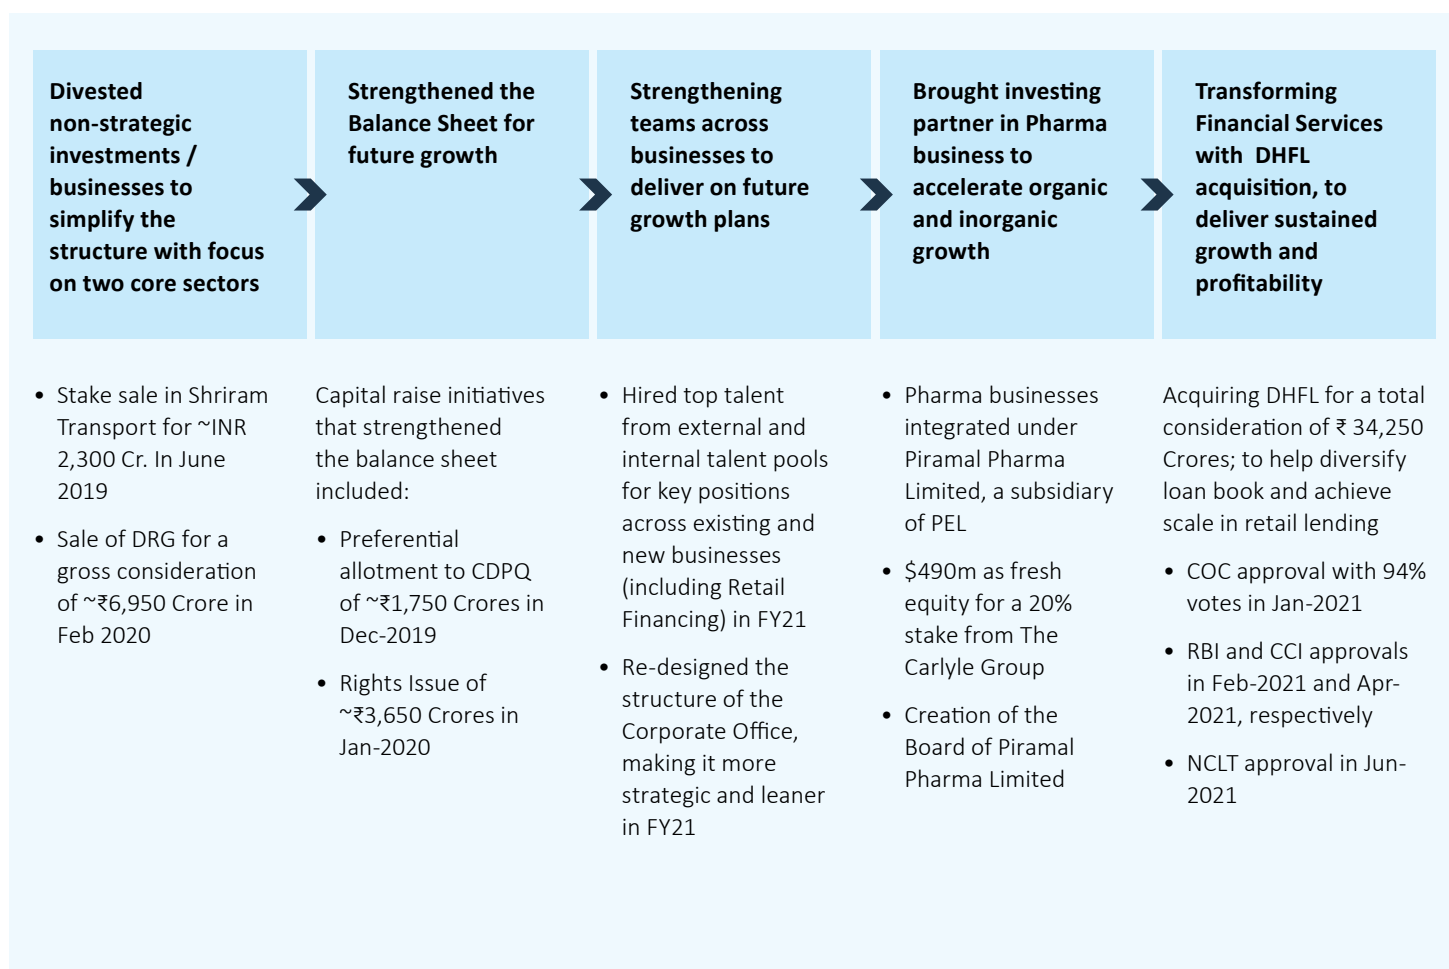 Divested
non-strategic
investments /
businesses to
simplify the
structure with focus
on two core sectors
Strengthened the
Balance Sheet for
future growth
Strengthening
teams across
businesses to
deliver on future
growth plans
Brought investing
partner in Pharma
business to
accelerate organic
and inorganic
growth
Transforming
Financial Services
with DHFL
acquisition, to
deliver sustained
growth and
profitability
• Stake sale in Shriram
Transport for ~INR
2,300 Cr. In June
2019
• Sale of DRG for a
gross consideration
of ~₹6,950 Crore in
Feb 2020
Capital raise initiatives
that strengthened
the balance sheet
included:
• Preferential
allotment to CDPQ
of ~₹1,750 Crores in
Dec-2019
• Rights Issue of
~₹3,650 Crores in
Jan-2020
• Hired top talent
from external and
internal talent pools
for key positions
across existing and
new businesses
(including Retail
Financing) in FY21
• Re-designed the
structure of the
Corporate Office,
making it more
strategic and leaner
in FY21
• Pharma businesses
integrated under
Piramal Pharma
Limited, a subsidiary
of PEL
• $490m as fresh
equity for a 20%
stake from The
Carlyle Group
• Creation of the
Board of Piramal
Pharma Limited
Acquiring DHFL for a total
consideration of ₹ 34,250
Crores; to help diversify
loan book and achieve
scale in retail lending
• COC approval with 94%
votes in Jan-2021
• RBI and CCI approvals
in Feb-2021 and Apr-
2021, respectively
• NCLT approval in Jun-
2021